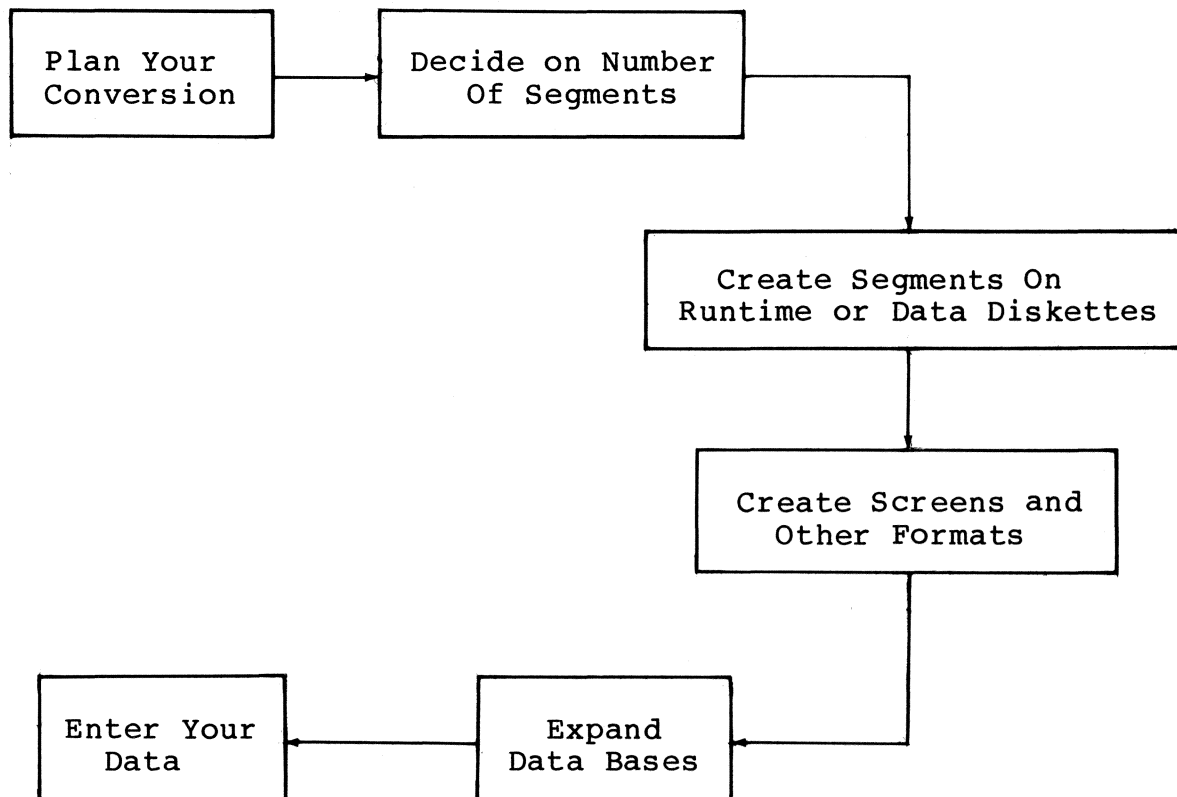 Plan Your
Conversion
Decide on Number
Of Segments
Create Segments On
Runtime or Data Diskettes
Create Screens and
Other Formats
Expand
Data Bases
Enter Your
Data